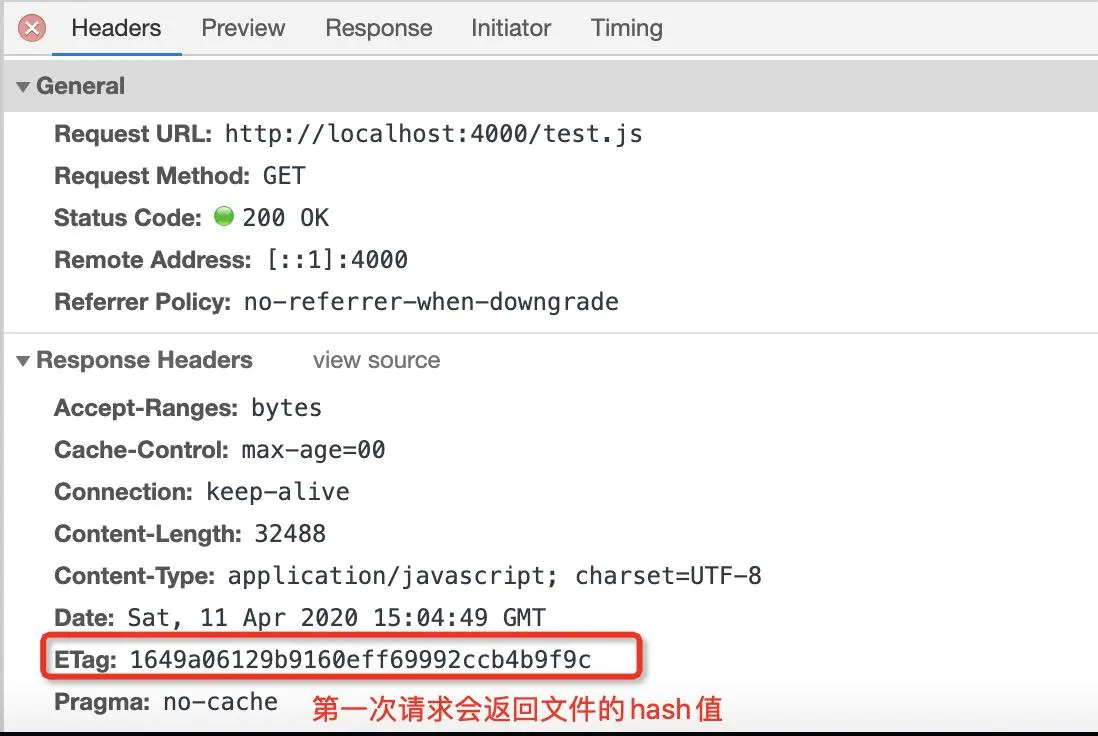 Headers Preview Response Initiator Timing
General
Request URL: http://localhost:4000/test.js
Request Method: GET
Status Code: 200 OK
Remote Address: [::1]:4000
Referrer Policy: no-referrer-when-downgrade
Response Headers view source
Accept-Ranges: bytes
Cache-Control: max-age=00
Connection: keep-alive
Content-Length: 32488
Content-Type: application/javascript; charset=UTF-8
Date: Sat, 11 Apr 2020 15:04:49 GMT
ETag: 1649a06129b9160eff69992ccb4b9f9c
Pragma: no-cache 第一次请求会返回文件的hash值